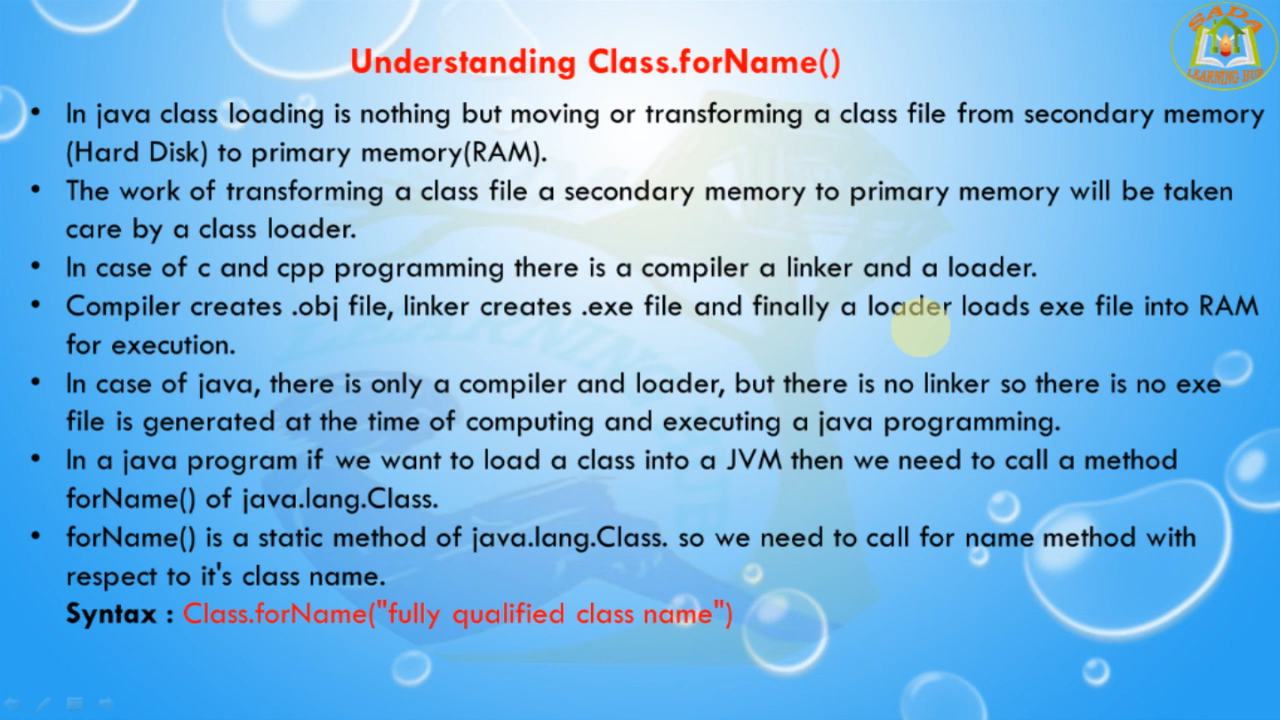 SADA
LEARNING HUB
Understanding Class.forName()
• In java class loading is nothing but moving or transforming a class file from secondary memory
(Hard Disk) to primary memory(RAM).
• The work of transforming a class file a secondary memory to primary memory will be taken
care by a class loader.
• In case of c and cpp programming there is a compiler a linker and a loader.
• Compiler creates .obj file, linker creates .exe file and finally a loader loads exe file into RAM
for execution.
• In case of java, there is only a compiler and loader, but there is no linker so there is no exe
file is generated at the time of computing and executing a java programming.
• In a java program if we want to load a class into a JVM then we need to call a method
forName() of java.lang.Class.
• forName() is a static method of java.lang.Class. so we need to call for name method with
respect to it's class name.
Syntax : Class.forName("fully qualified class name")